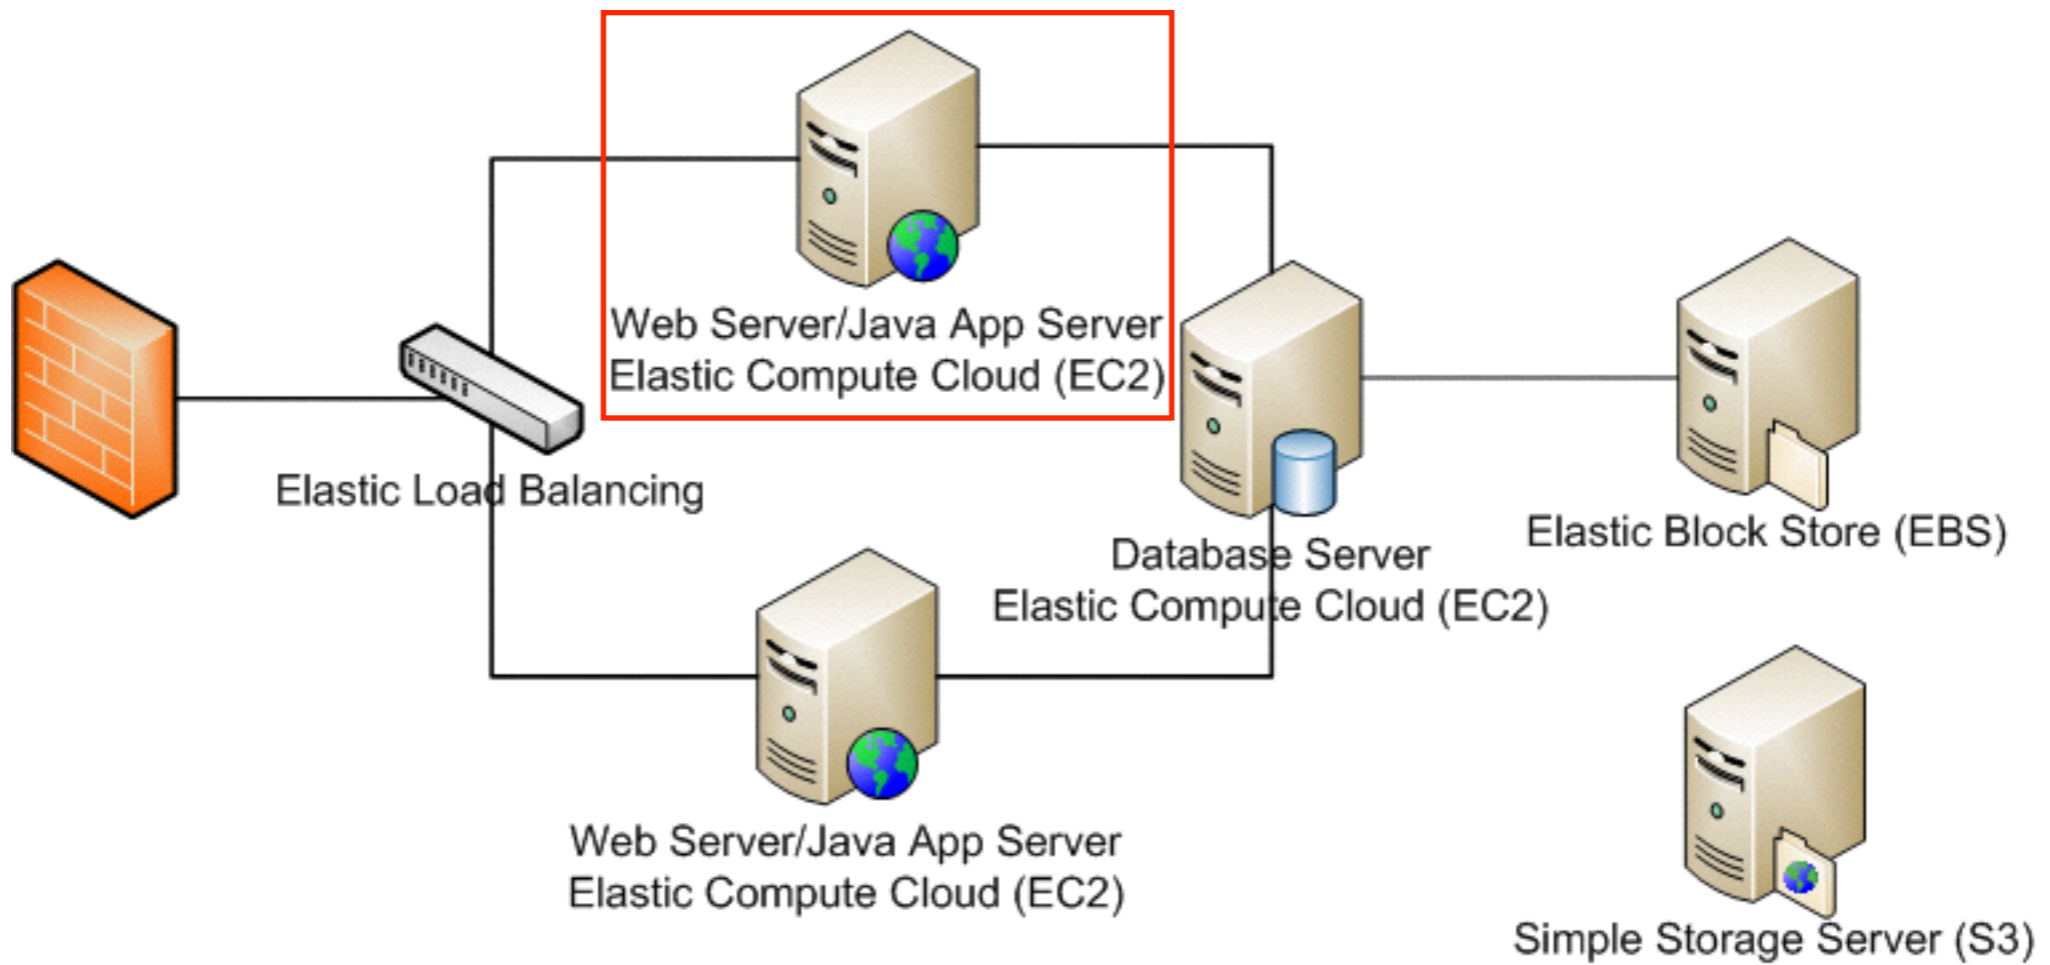 Web Server/Java App Server
Elastic Compute Cloud (EC2)
Elastic Load Balancing
Database Server
Elastic Compute Cloud (EC2)
Elastic Block Store (EBS)
Web Server/Java App Server
Elastic Compute Cloud (EC2)
Simple Storage Server (S3)